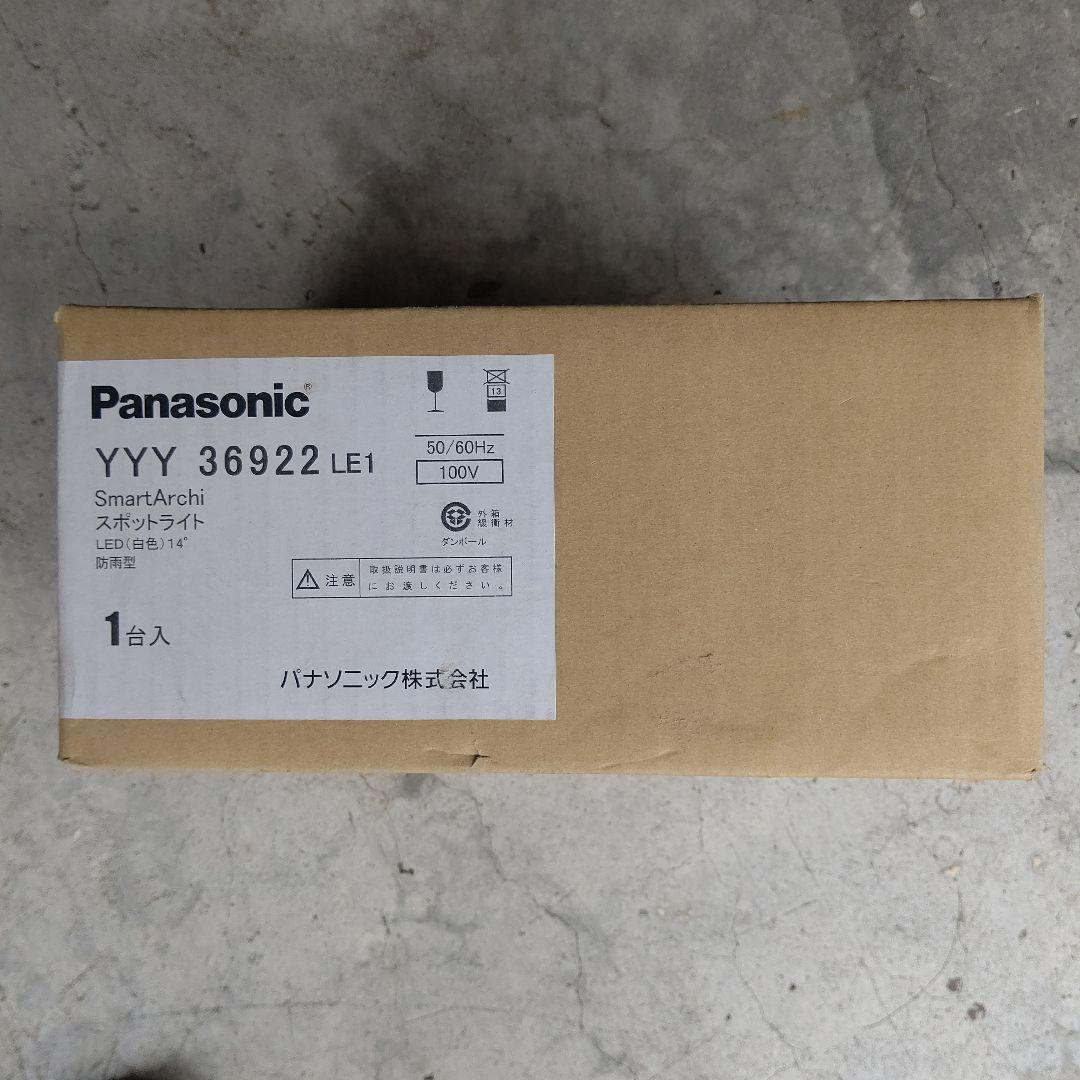 Panasonic®
YYY 36922 LE1
SmartArchi
スポットライト
LED(白色)14°
防雨型
1台入
13
50/60Hz
100V
外箱
緩衝材
ダンボール
注意
取扱説明書は必ずお客様
にお渡しください。
パナソニック株式会社